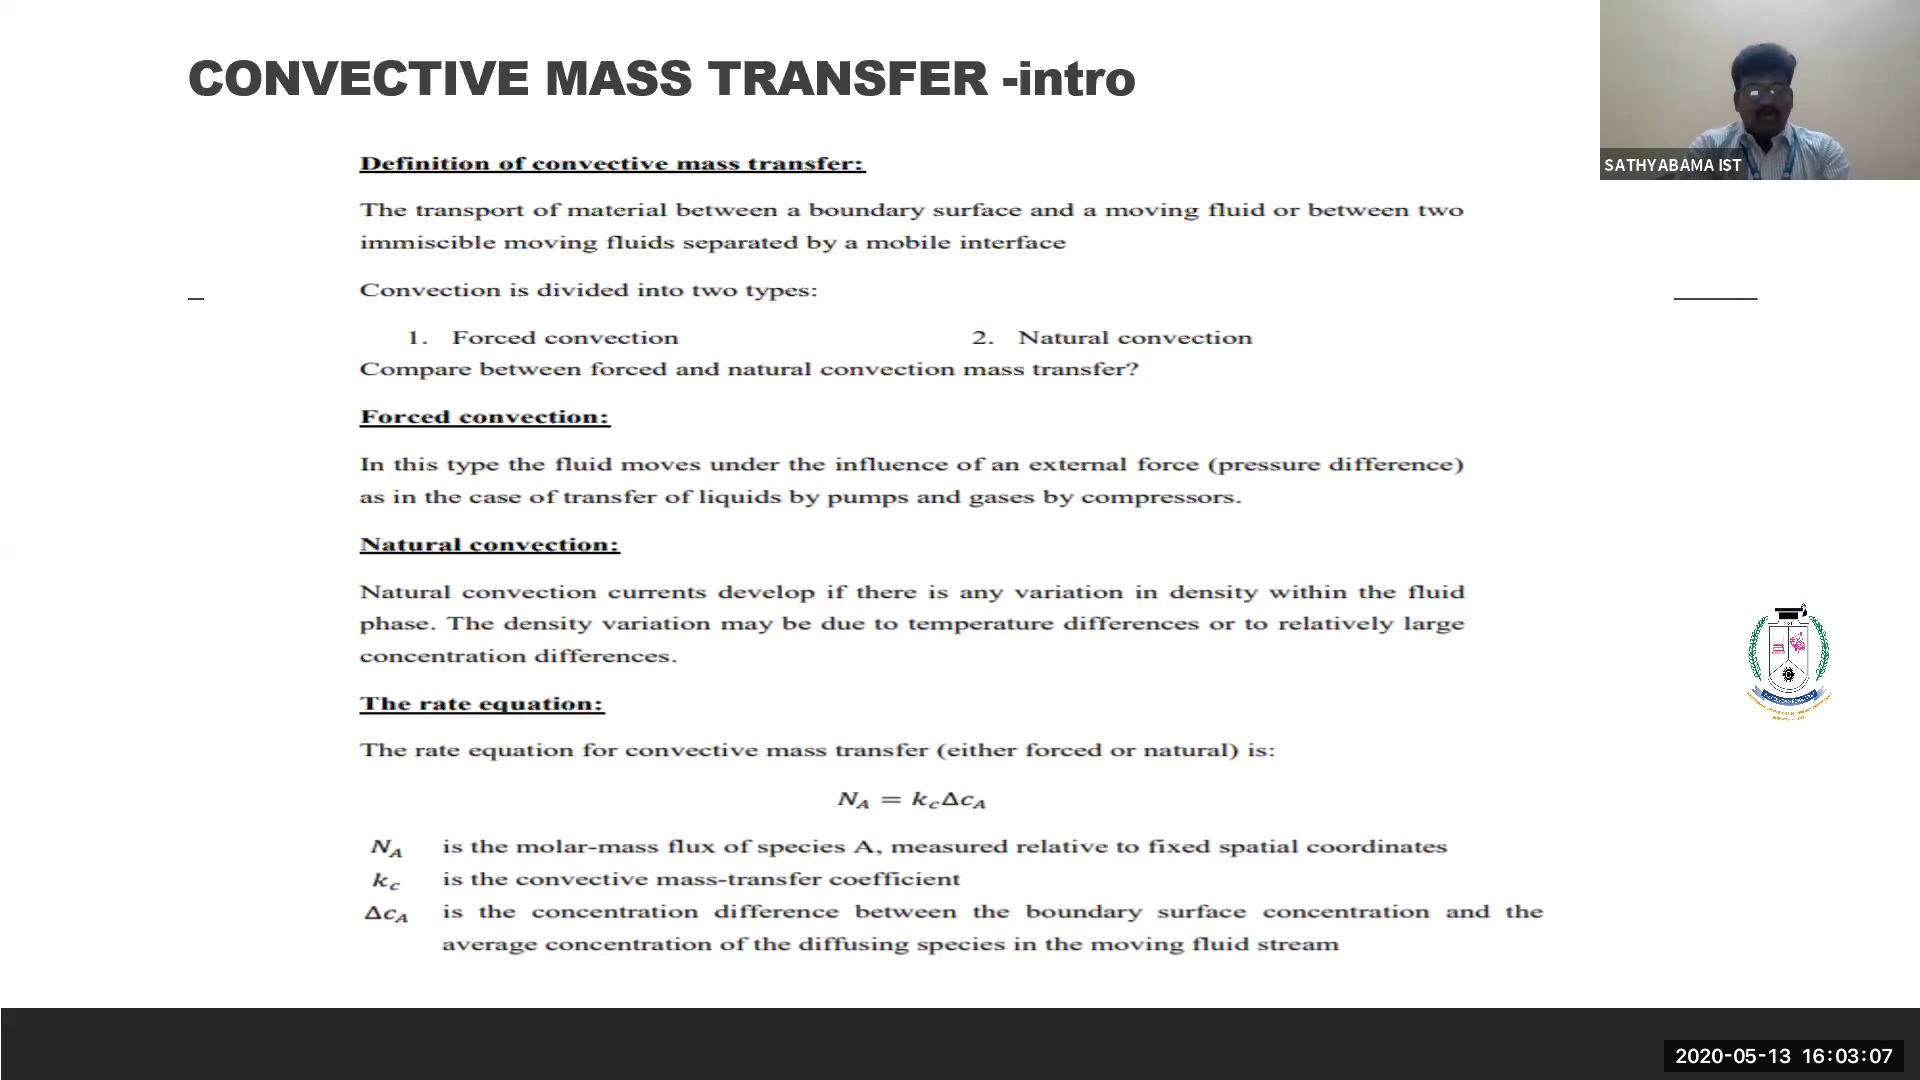 CONVECTIVE MASS TRANSFER -intro
SATHYABAMA IST
Definition of convective mass transfer:
The transport of material between a boundary surface and a moving fluid or between two
immiscible moving fluids separated by a mobile interface
Convection is divided into two types:
1. Forced convection 2. Natural convection
Compare between forced and natural convection mass transfer?
Forced convection:
In this type the fluid moves under the influence of an external force (pressure difference)
as in the case of transfer of liquids by pumps and gases by compressors.
Natural convection:
Natural convection currents develop if there is any variation in density within the fluid
phase. The density variation may be due to temperature differences or to relatively large
concentration differences.
The rate equation:
The rate equation for convective mass transfer (either forced or natural) is:
N_A = k_c Δc_A
N_A is the molar-mass flux of species A, measured relative to fixed spatial coordinates
k_c is the convective mass-transfer coefficient
Δc_A is the concentration difference between the boundary surface concentration and the
average concentration of the diffusing species in the moving fluid stream
2020-05-13 16:03:07